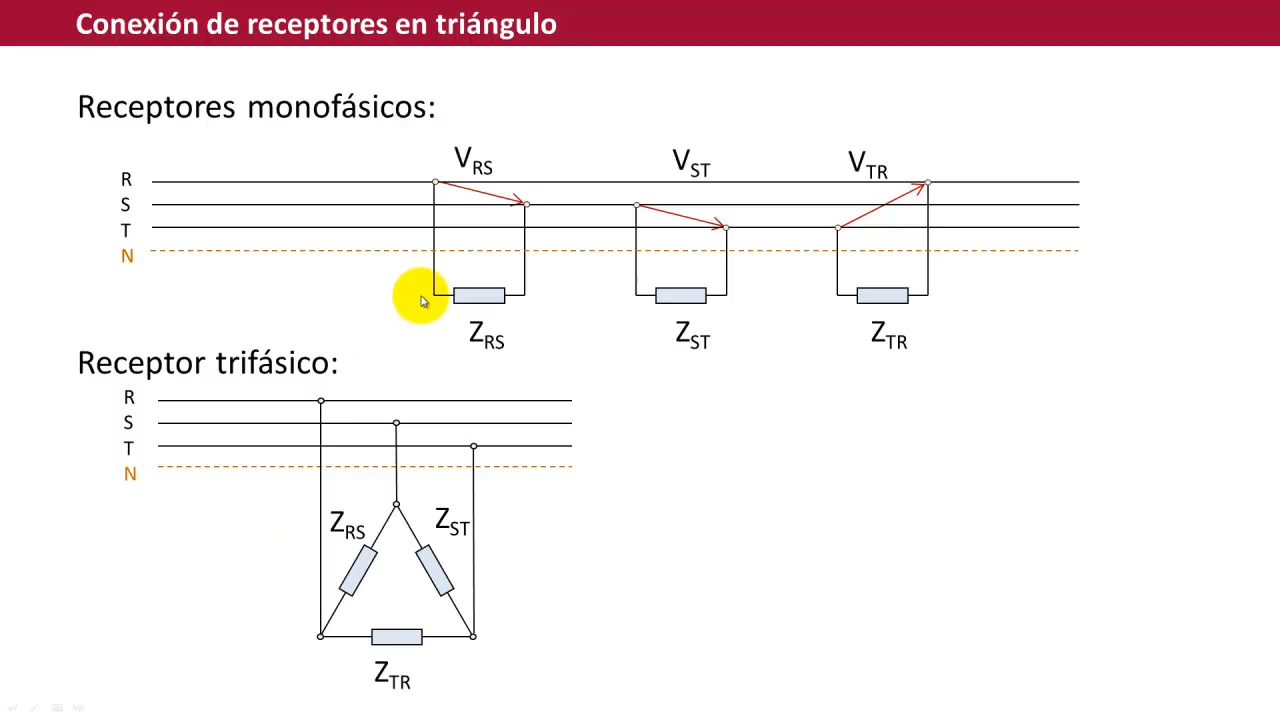 Conexión de receptores en triángulo
Receptores monofásicos:
V_RS V_ST V_TR
R
S
T
N
Z_RS Z_ST Z_TR
Receptor trifásico:
R
S
T
N
Z_RS Z_ST
Z_TR